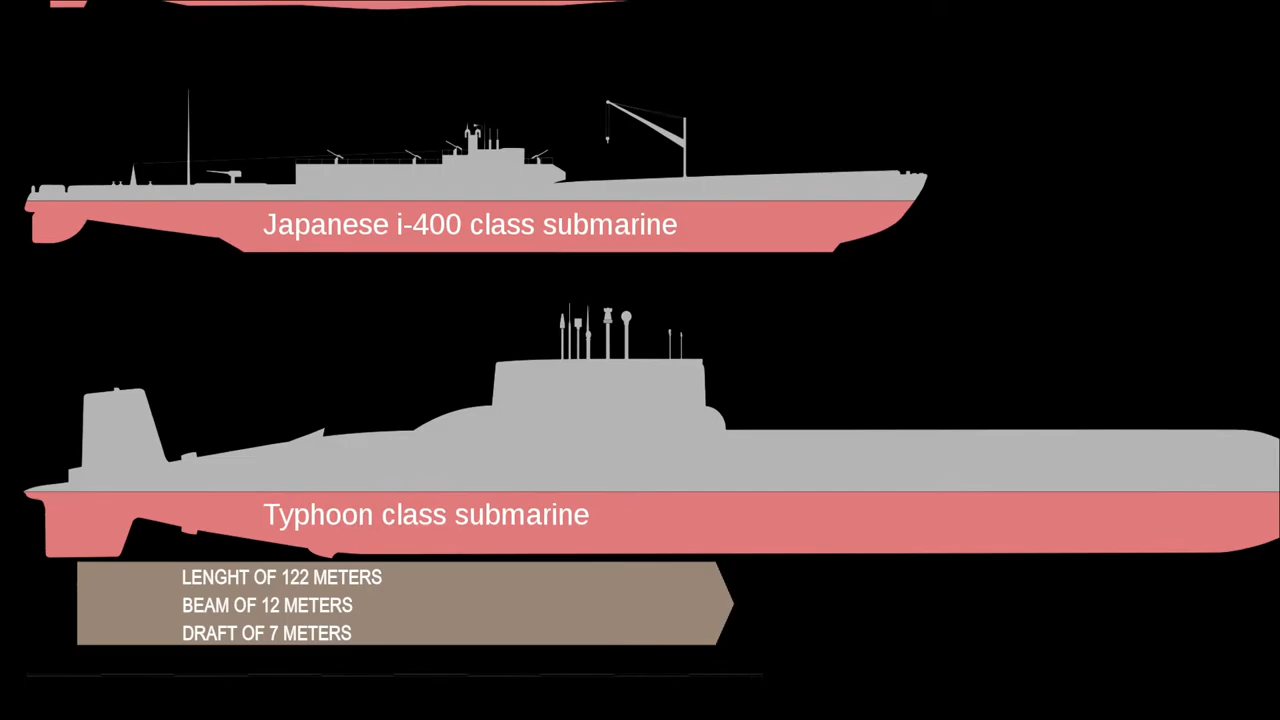 Japanese i-400 class submarine
Typhoon class submarine
LENGHT OF 122 METERS
BEAM OF 12 METERS
DRAFT OF 7 METERS